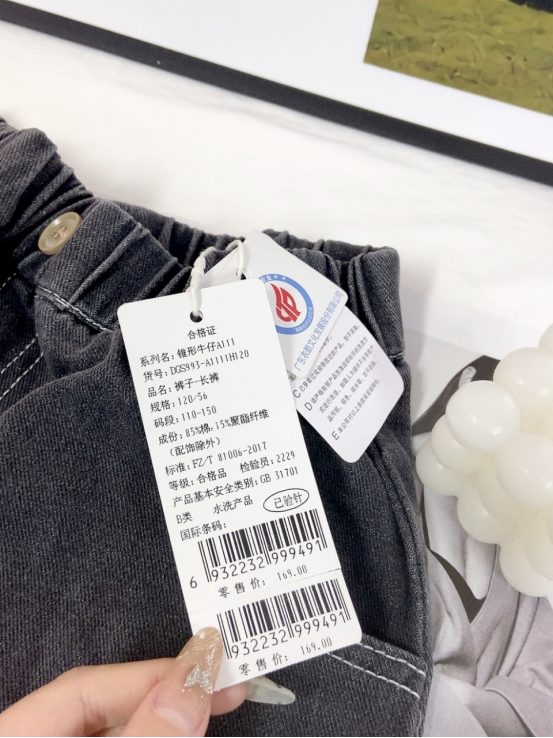 合格证
系列名: 锥形牛仔A111
货号: DGS993-A1111H120
品名: 裤子-长裤
规格: 120/56
码段: 110-150
成份: 85%棉,15%聚酯纤维
(配饰除外)
标准: FZ/T 81006-2017
等级: 合格品 检验员: 2229
产品基本安全类别: GB 31701
B类 水洗产品 已验针
国际条码:
6 932232 999491
零售价: 169.00
932232 999491
零售价: 169.00